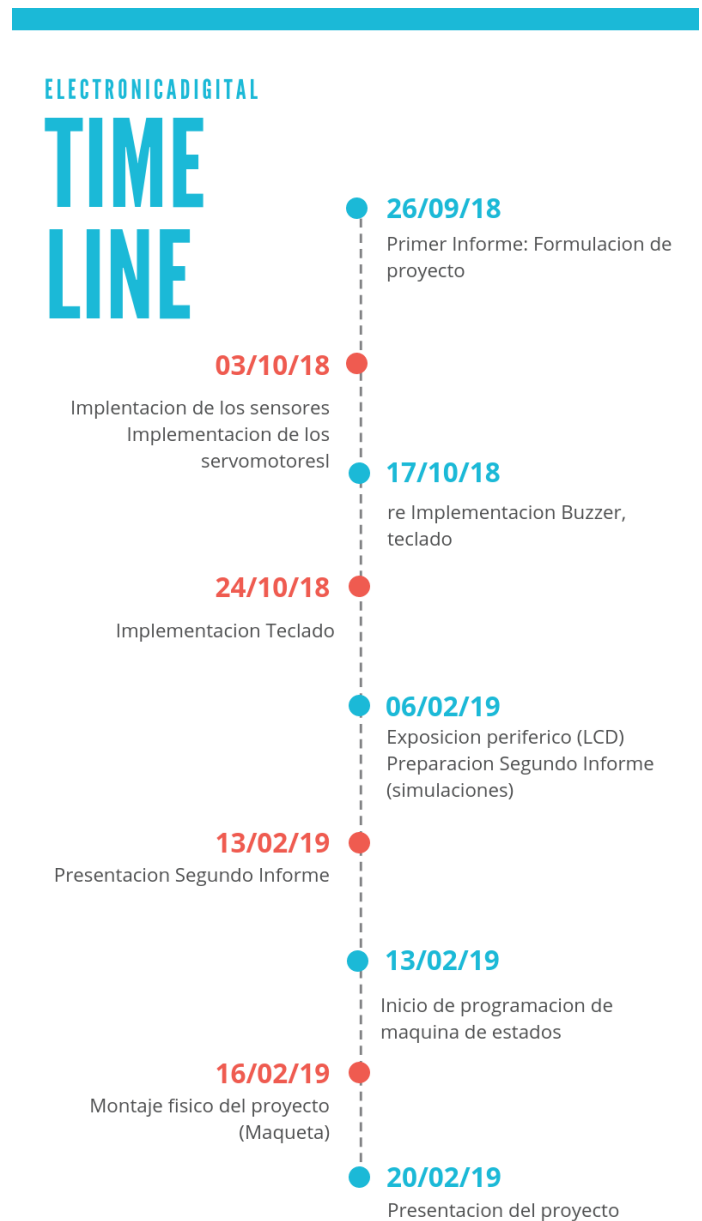 ELECTRONICADIGITAL
TIME
LINE
26/09/18
Primer Informe: Formulacion de
proyecto
03/10/18
Implentacion de los sensores
Implementacion de los
servomotoresl
17/10/18
re Implementacion Buzzer,
teclado
24/10/18
Implementacion Teclado
06/02/19
Exposicion periferico (LCD)
Preparacion Segundo Informe
(simulaciones)
13/02/19
Presentacion Segundo Informe
13/02/19
Inicio de programacion de
maquina de estados
16/02/19
Montaje fisico del proyecto
(Maqueta)
20/02/19
Presentacion del proyecto